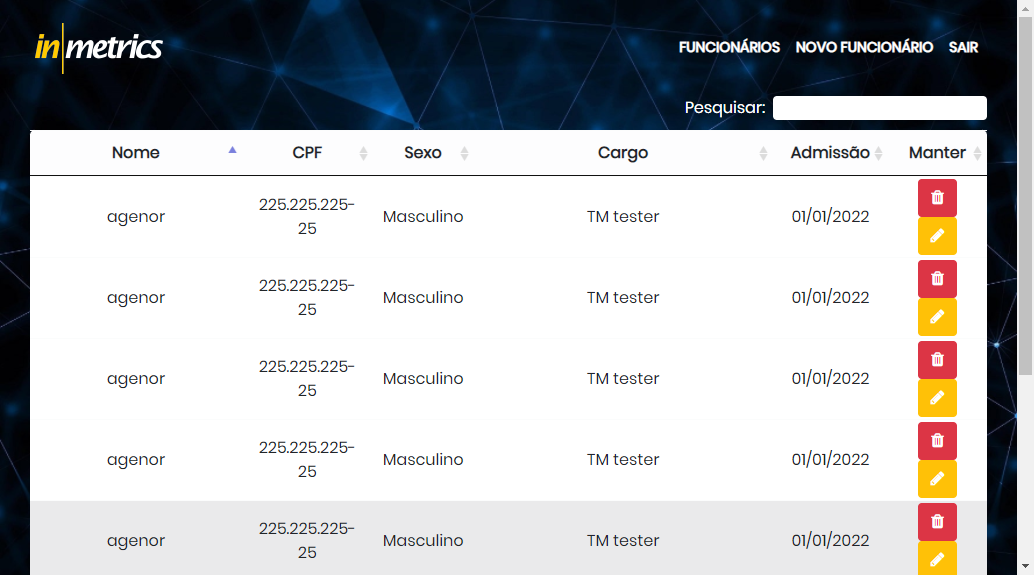 in|metrics
FUNCIONÁRIOS NOVO FUNCIONÁRIO SAIR
Pesquisar:
Nome CPF Sexo Cargo Admissão Manter
agenor 225.225.225-
25 Masculino TM tester 01/01/2022
agenor 225.225.225-
25 Masculino TM tester 01/01/2022
agenor 225.225.225-
25 Masculino TM tester 01/01/2022
agenor 225.225.225-
25 Masculino TM tester 01/01/2022
agenor 225.225.225-
25 Masculino TM tester 01/01/2022